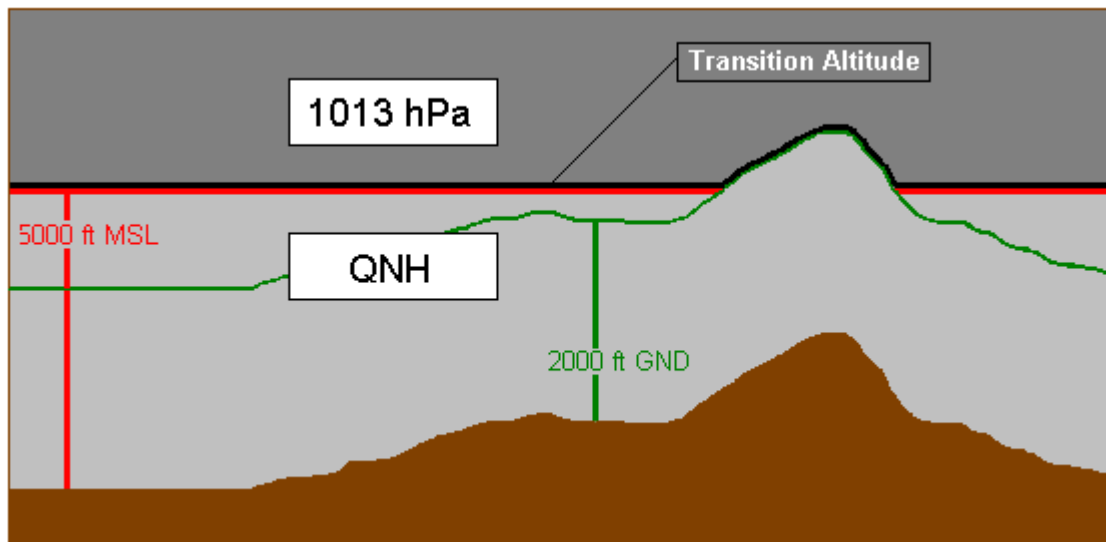 Transition Altitude
1013 hPa
5000 ft MSL
QNH
2000 ft GND